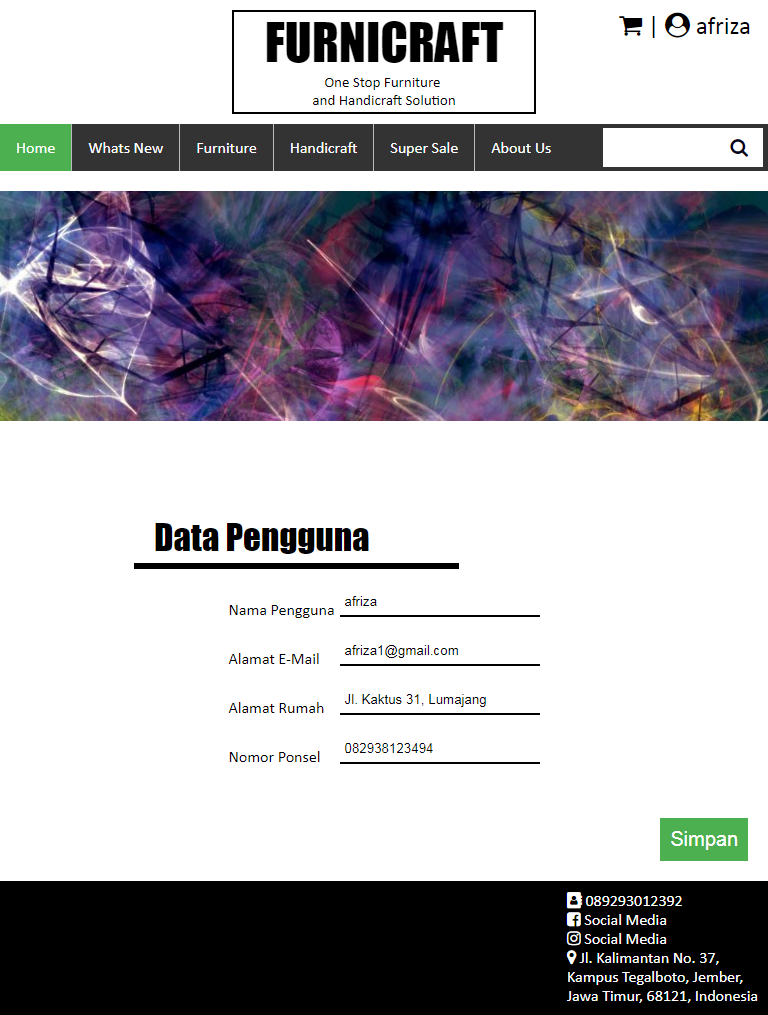 FURNICRAFT
One Stop Furniture
and Handicraft Solution
| afriza
Home Whats New Furniture Handicraft Super Sale About Us
Data Pengguna
Nama Pengguna afriza
Alamat E-Mail afriza1@gmail.com
Alamat Rumah Jl. Kaktus 31, Lumajang
Nomor Ponsel 082938123494
Simpan
089293012392
Social Media
Social Media
Jl. Kalimantan No. 37,
Kampus Tegalboto, Jember,
Jawa Timur, 68121, Indonesia